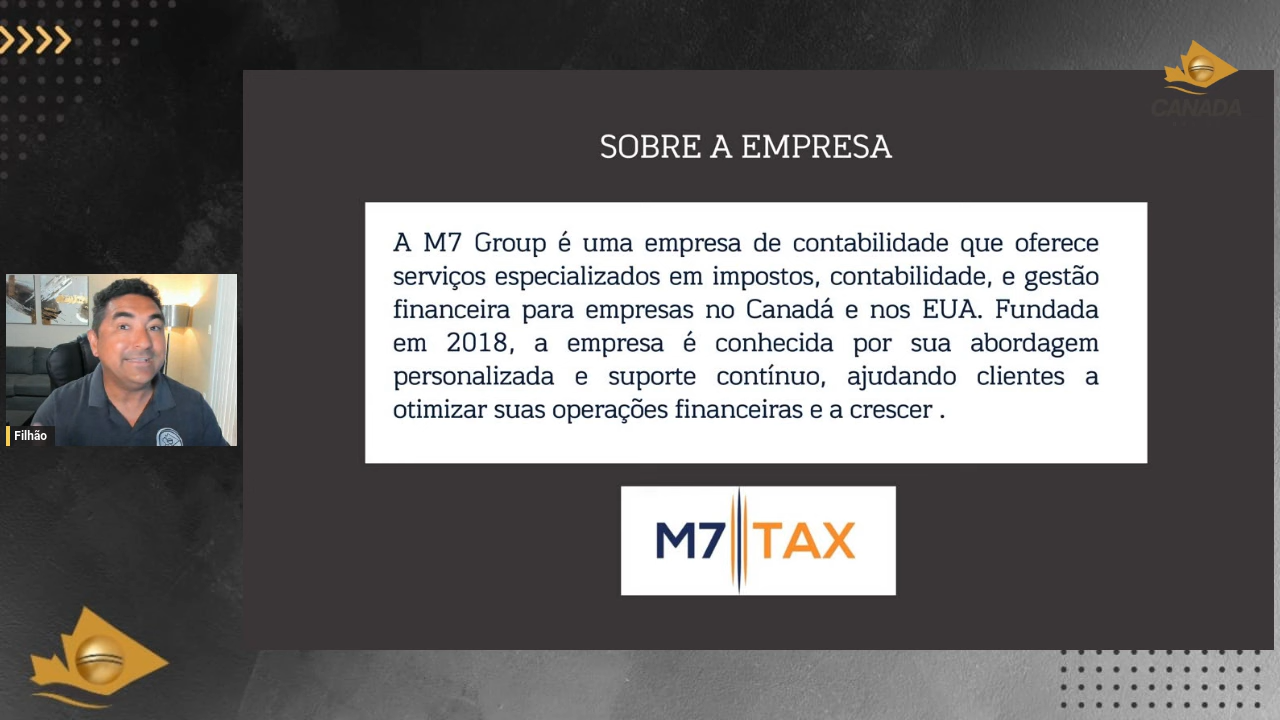 CANADA
SOBRE A EMPRESA
A M7 Group é uma empresa de contabilidade que oferece
serviços especializados em impostos, contabilidade, e gestão
financeira para empresas no Canadá e nos EUA. Fundada
em 2018, a empresa é conhecida por sua abordagem
personalizada e suporte contínuo, ajudando clientes a
otimizar suas operações financeiras e a crescer .
Filhão
M7 TAX